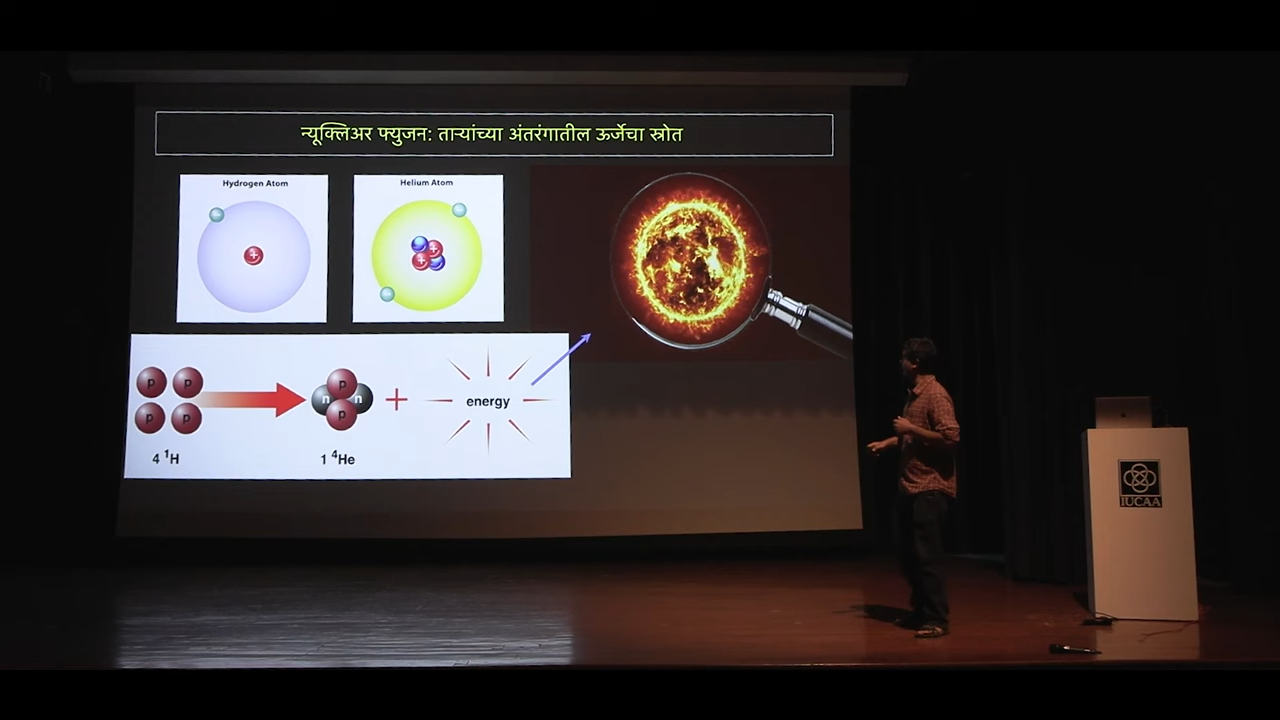 न्यूक्लिअर फ्युजन: ताऱ्यांच्या अंतरंगातील ऊर्जेचा स्रोत
Hydrogen Atom
Helium Atom
+
+
+
p p
p p
p
n n
p
+
energy
4 ¹H
1 ⁴He
IUCAA